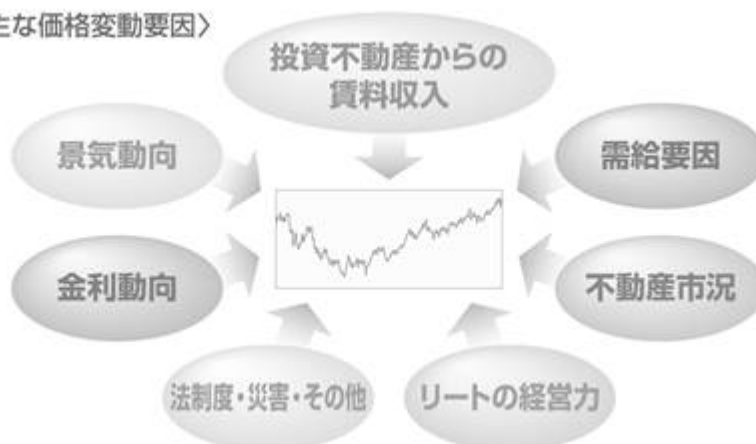 主な価格変動要因〉
投資不動産からの
賃料収入
景気動向
需給要因
金利動向
不動産市況
法制度・災害・その他
リートの経営力